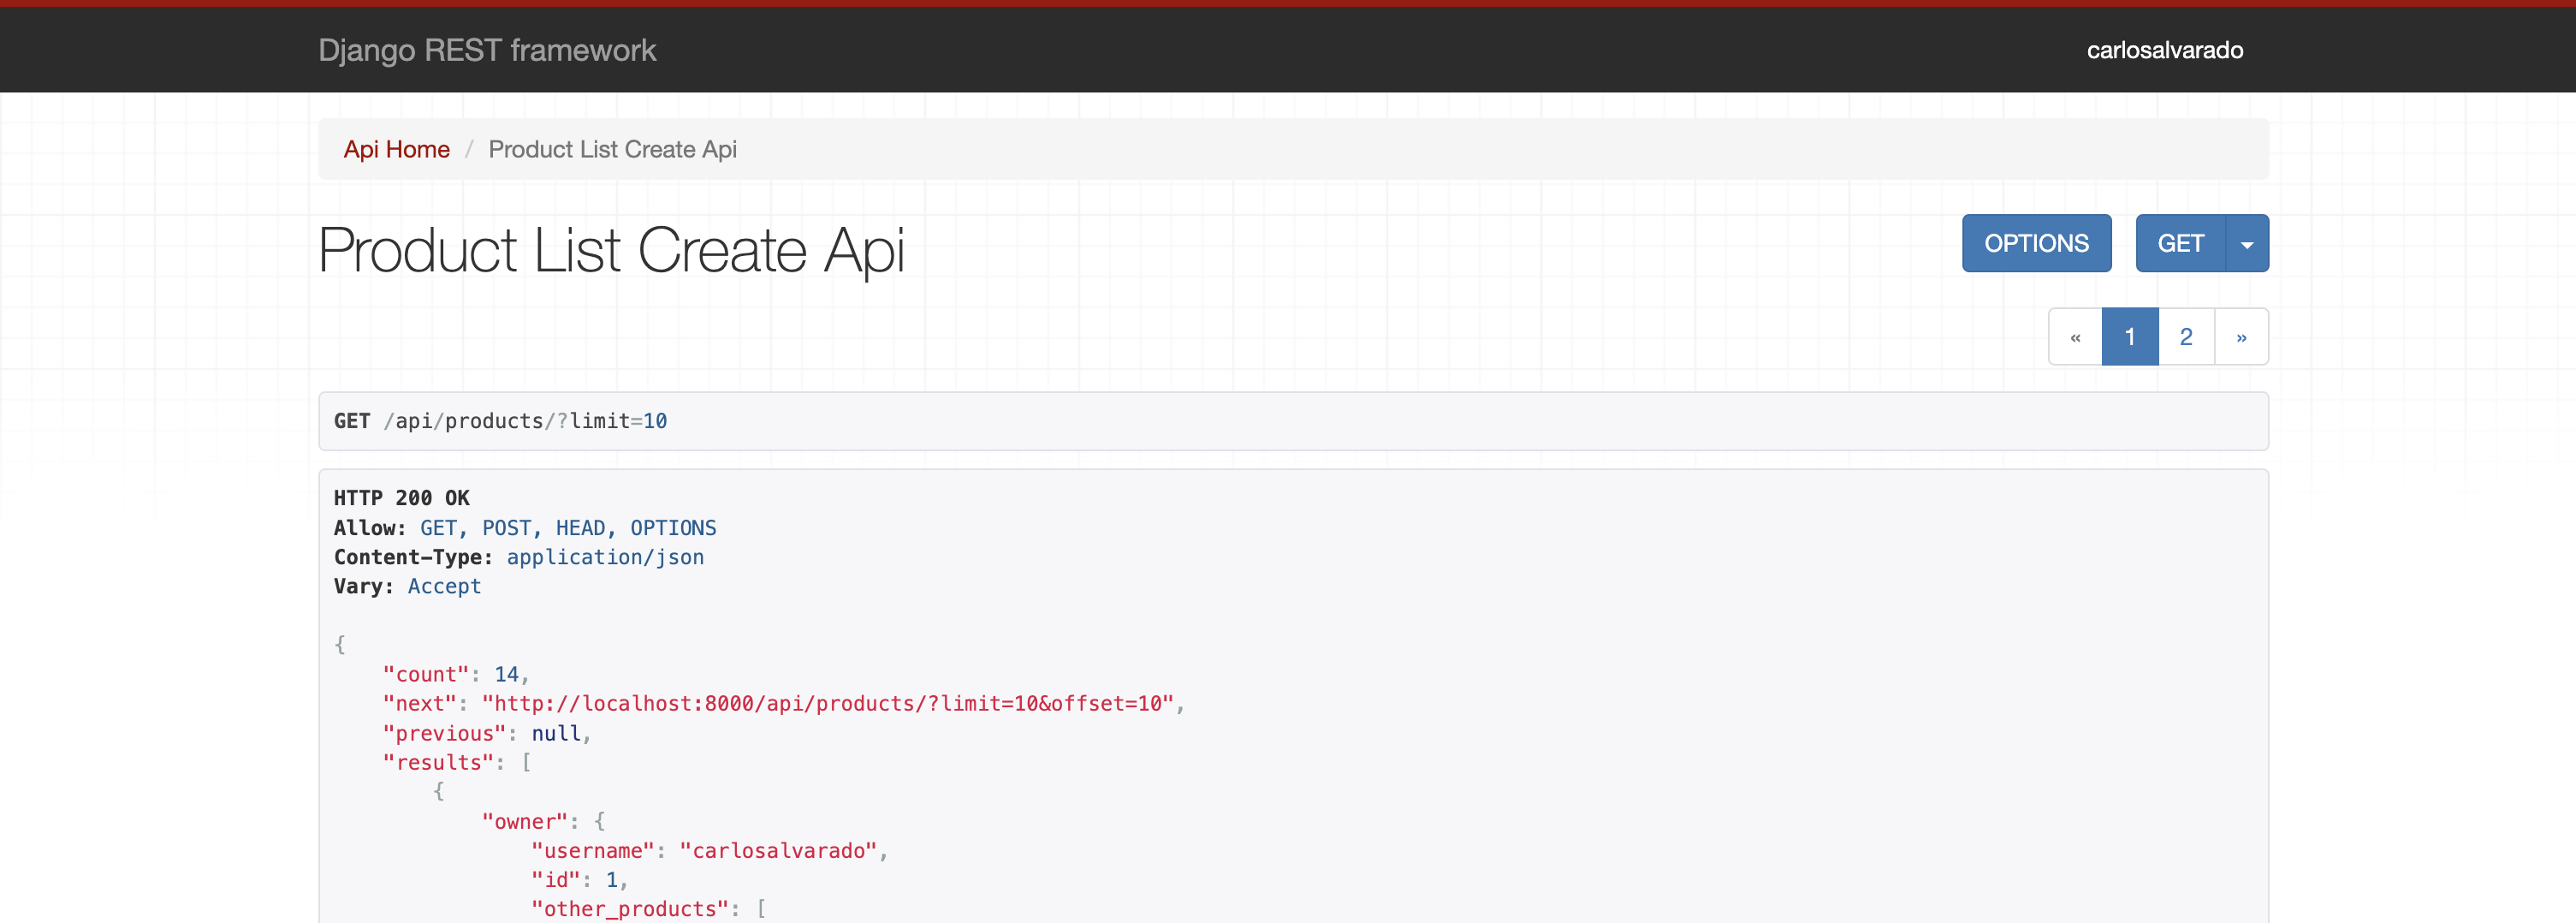 Django REST framework
carlosalvarado
Api Home / Product List Create Api
Product List Create Api
OPTIONS
GET
« 1 2 »
GET /api/products/?limit=10
HTTP 200 OK
Allow: GET, POST, HEAD, OPTIONS
Content-Type: application/json
Vary: Accept
{
    "count": 14,
    "next": "http://localhost:8000/api/products/?limit=10&offset=10",
    "previous": null,
    "results": [
        {
            "owner": {
                "username": "carlosalvarado",
                "id": 1,
                "other_products": [